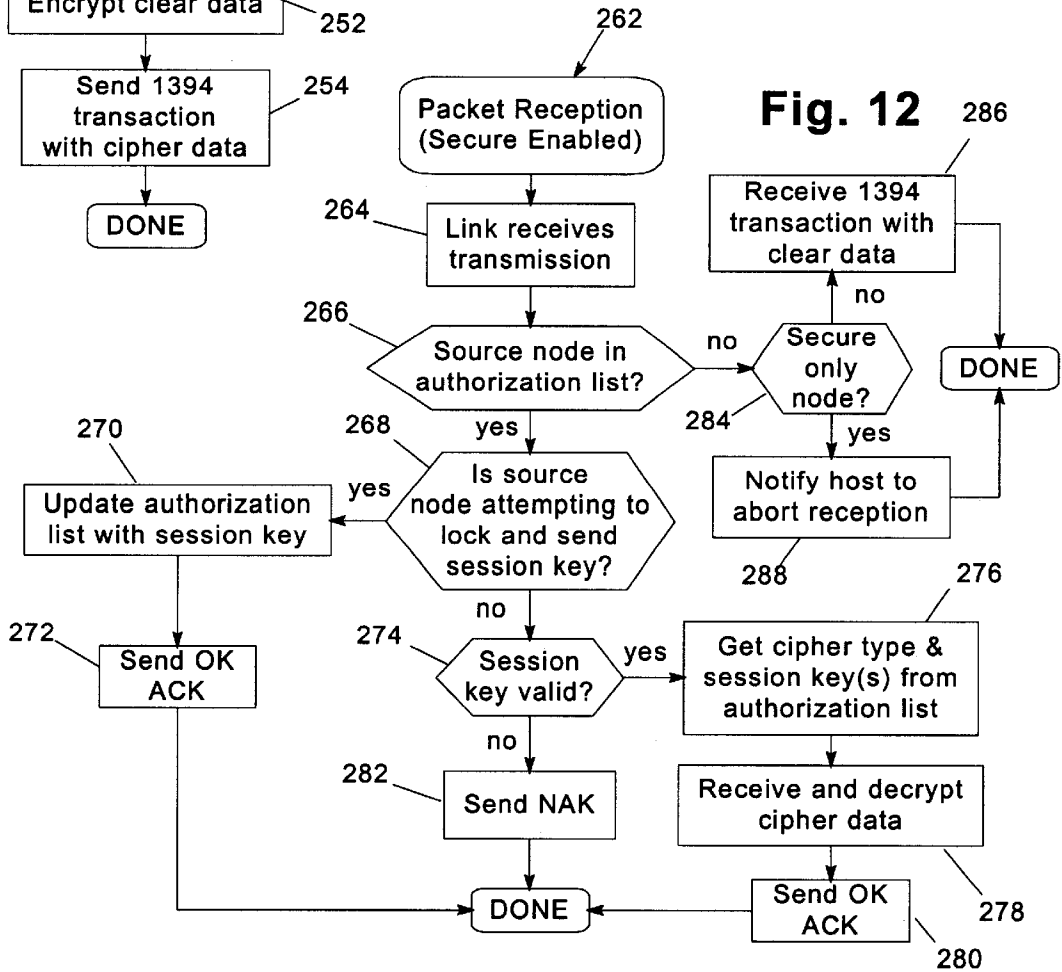 Encrypt clear data
252
Send 1394
transaction
with cipher data
254
DONE
262
Packet Reception
(Secure Enabled)
Fig. 12
264
Link receives
transmission
266
Source node in
authorization list?
no
yes
Secure
only
node?
284
no
yes
286
Receive 1394
transaction with
clear data
DONE
Notify host to
abort reception
288
268
Is source
node attempting to
lock and send
session key?
yes
no
270
Update authorization
list with session key
272
Send OK
ACK
274
Session
key valid?
yes
no
276
Get cipher type &
session key(s) from
authorization list
Receive and decrypt
cipher data
278
Send OK
ACK
280
282
Send NAK
DONE